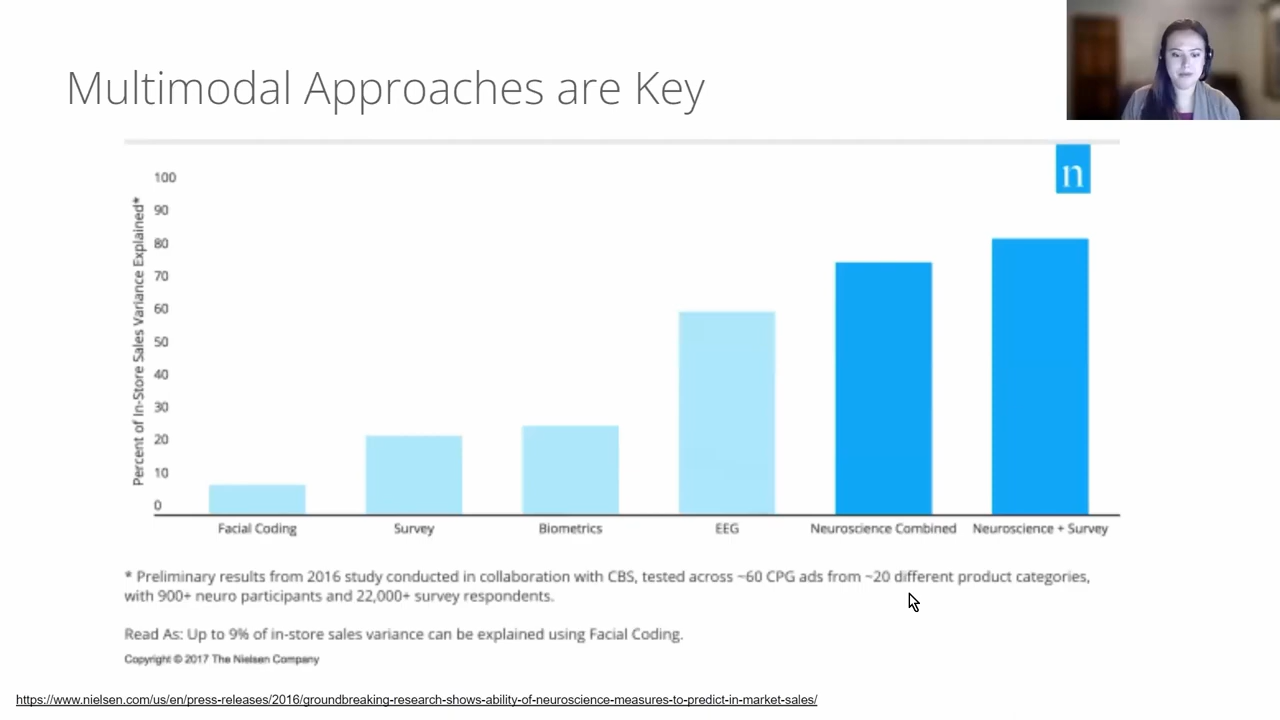 Multimodal Approaches are Key
n
Percent of In-Store Sales Variance Explained*
100
90
80
70
60
50
40
30
20
10
0
Facial Coding
Survey
Biometrics
EEG
Neuroscience Combined
Neuroscience + Survey
* Preliminary results from 2016 study conducted in collaboration with CBS, tested across ~60 CPG ads from ~20 different product categories,
with 900+ neuro participants and 22,000+ survey respondents.
Read As: Up to 9% of in-store sales variance can be explained using Facial Coding.
Copyright © 2017 The Nielsen Company
https://www.nielsen.com/us/en/press-releases/2016/groundbreaking-research-shows-ability-of-neuroscience-measures-to-predict-in-market-sales/